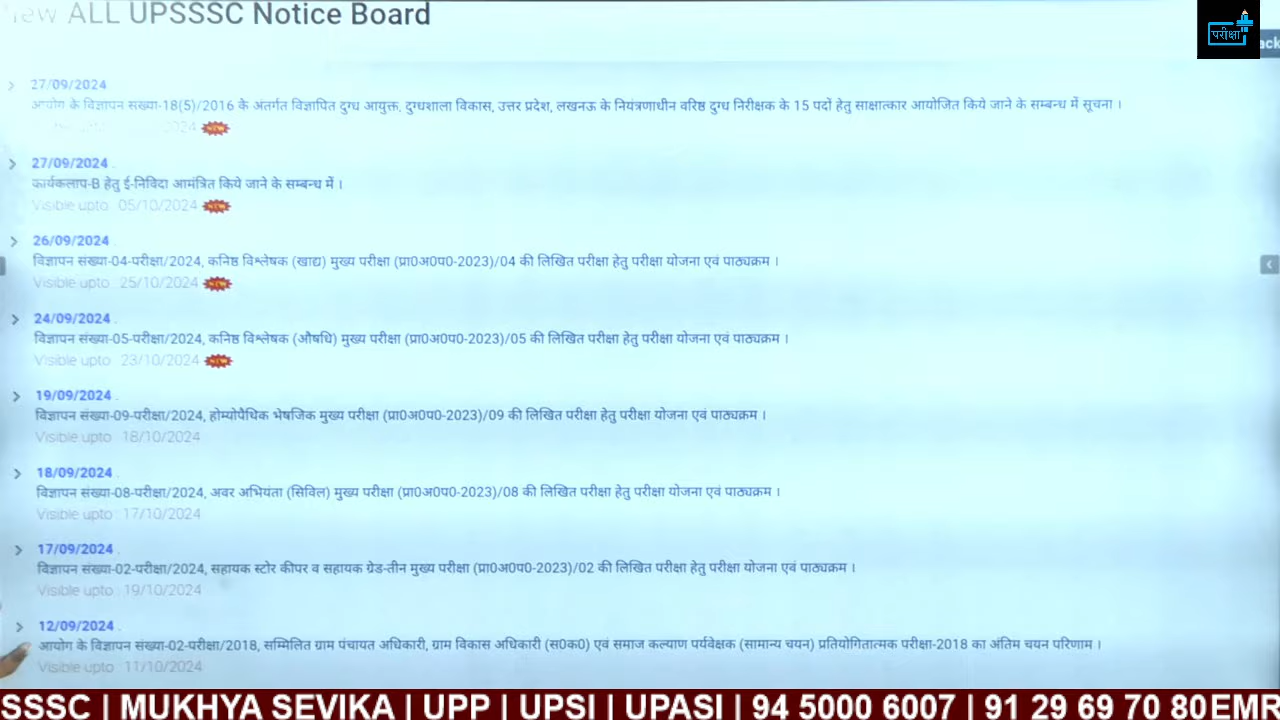 View ALL UPSSSC Notice Board
परीक्षा
ack
27/09/2024
आयोग के विज्ञापन संख्या-18(5)/2016 के अंतर्गत विज्ञापित दुग्ध आयुक्त, दुग्धशाला विकास, उत्तर प्रदेश, लखनऊ के नियंत्रणाधीन वरिष्ठ दुग्ध निरीक्षक के 15 पदों हेतु साक्षात्कार आयोजित किये जाने के सम्बन्ध में सूचना ।
2024 NEW
27/09/2024 .
कार्यकलाप-B हेतु ई-निविदा आमंत्रित किये जाने के सम्बन्ध में ।
Visible upto : 05/10/2024 NEW
26/09/2024 .
विज्ञापन संख्या-04-परीक्षा/2024, कनिष्ठ विश्लेषक (खाद्य) मुख्य परीक्षा (प्रा0अ0प0-2023)/04 की लिखित परीक्षा हेतु परीक्षा योजना एवं पाठ्यक्रम ।
Visible upto : 25/10/2024 NEW
24/09/2024 .
विज्ञापन संख्या-05-परीक्षा/2024, कनिष्ठ विश्लेषक (औषधि) मुख्य परीक्षा (प्रा0अ0प0-2023)/05 की लिखित परीक्षा हेतु परीक्षा योजना एवं पाठ्यक्रम ।
Visible upto : 23/10/2024 NEW
19/09/2024 .
विज्ञापन संख्या-09-परीक्षा/2024, होम्योपैथिक भेषजिक मुख्य परीक्षा (प्रा0अ0प0-2023)/09 की लिखित परीक्षा हेतु परीक्षा योजना एवं पाठ्यक्रम ।
Visible upto : 18/10/2024
18/09/2024 .
विज्ञापन संख्या-08-परीक्षा/2024, अवर अभियंता (सिविल) मुख्य परीक्षा (प्रा0अ0प0-2023)/08 की लिखित परीक्षा हेतु परीक्षा योजना एवं पाठ्यक्रम ।
Visible upto : 17/10/2024
17/09/2024 .
विज्ञापन संख्या-02-परीक्षा/2024, सहायक स्टोर कीपर व सहायक ग्रेड-तीन मुख्य परीक्षा (प्रा0अ0प0-2023)/02 की लिखित परीक्षा हेतु परीक्षा योजना एवं पाठ्यक्रम ।
Visible upto : 19/10/2024
12/09/2024 .
आयोग के विज्ञापन संख्या-02-परीक्षा/2018, सम्मिलित ग्राम पंचायत अधिकारी, ग्राम विकास अधिकारी (स0क0) एवं समाज कल्याण पर्यवेक्षक (सामान्य चयन) प्रतियोगितात्मक परीक्षा-2018 का अंतिम चयन परिणाम ।
Visible upto : 11/10/2024
SSSC | MUKHYA SEVIKA | UPP | UPSI | UPASI | 94 5000 6007 | 91 29 69 70 80 EMR